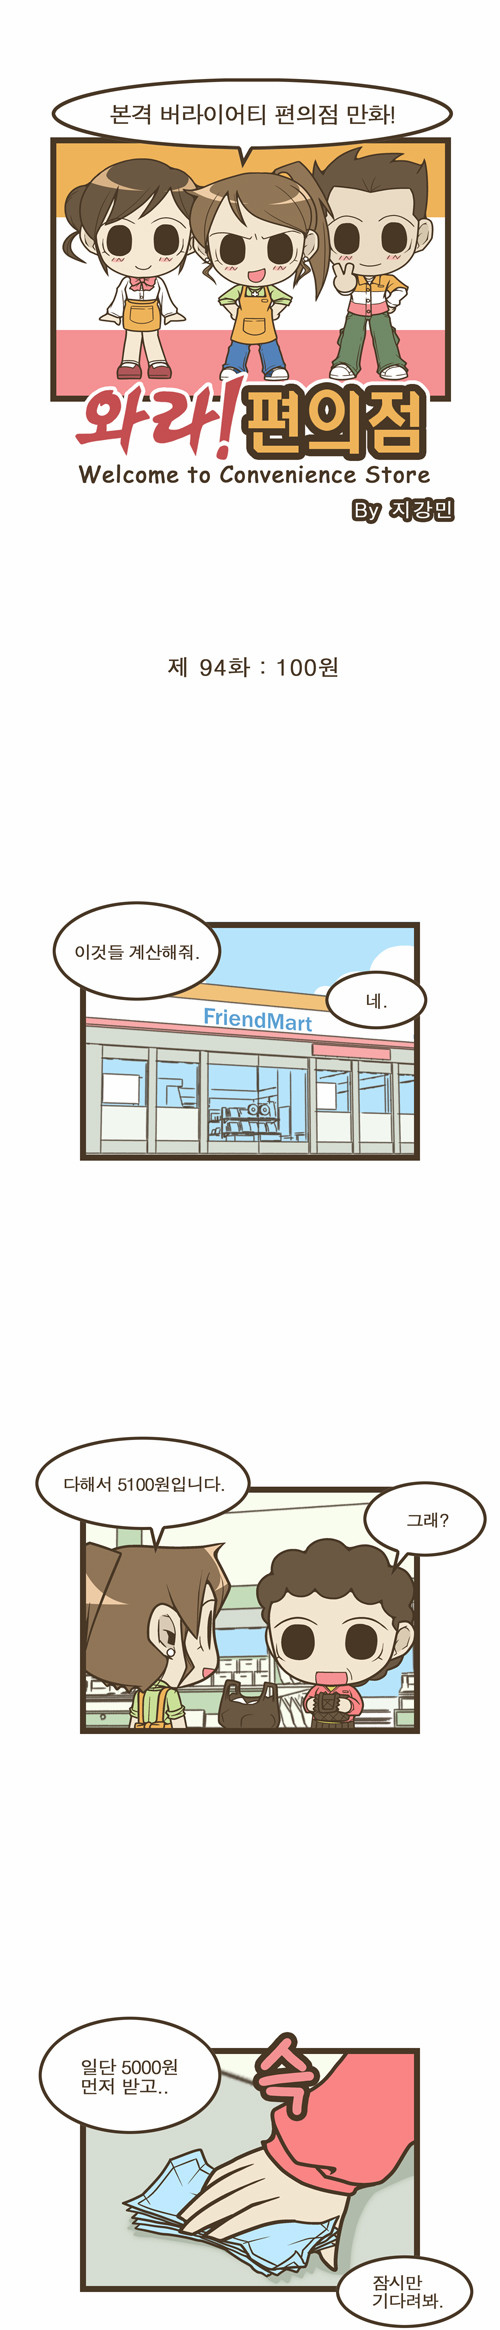 본격 버라이어티 편의점 만화!
와라! 편의점
Welcome to Convenience Store
By 지강민
제 94화 : 100원
이것들 계산해줘.
네.
FriendMart
다해서 5100원입니다.
그래?
일단 5000원
먼저 받고..
슥
잠시만
기다려봐.